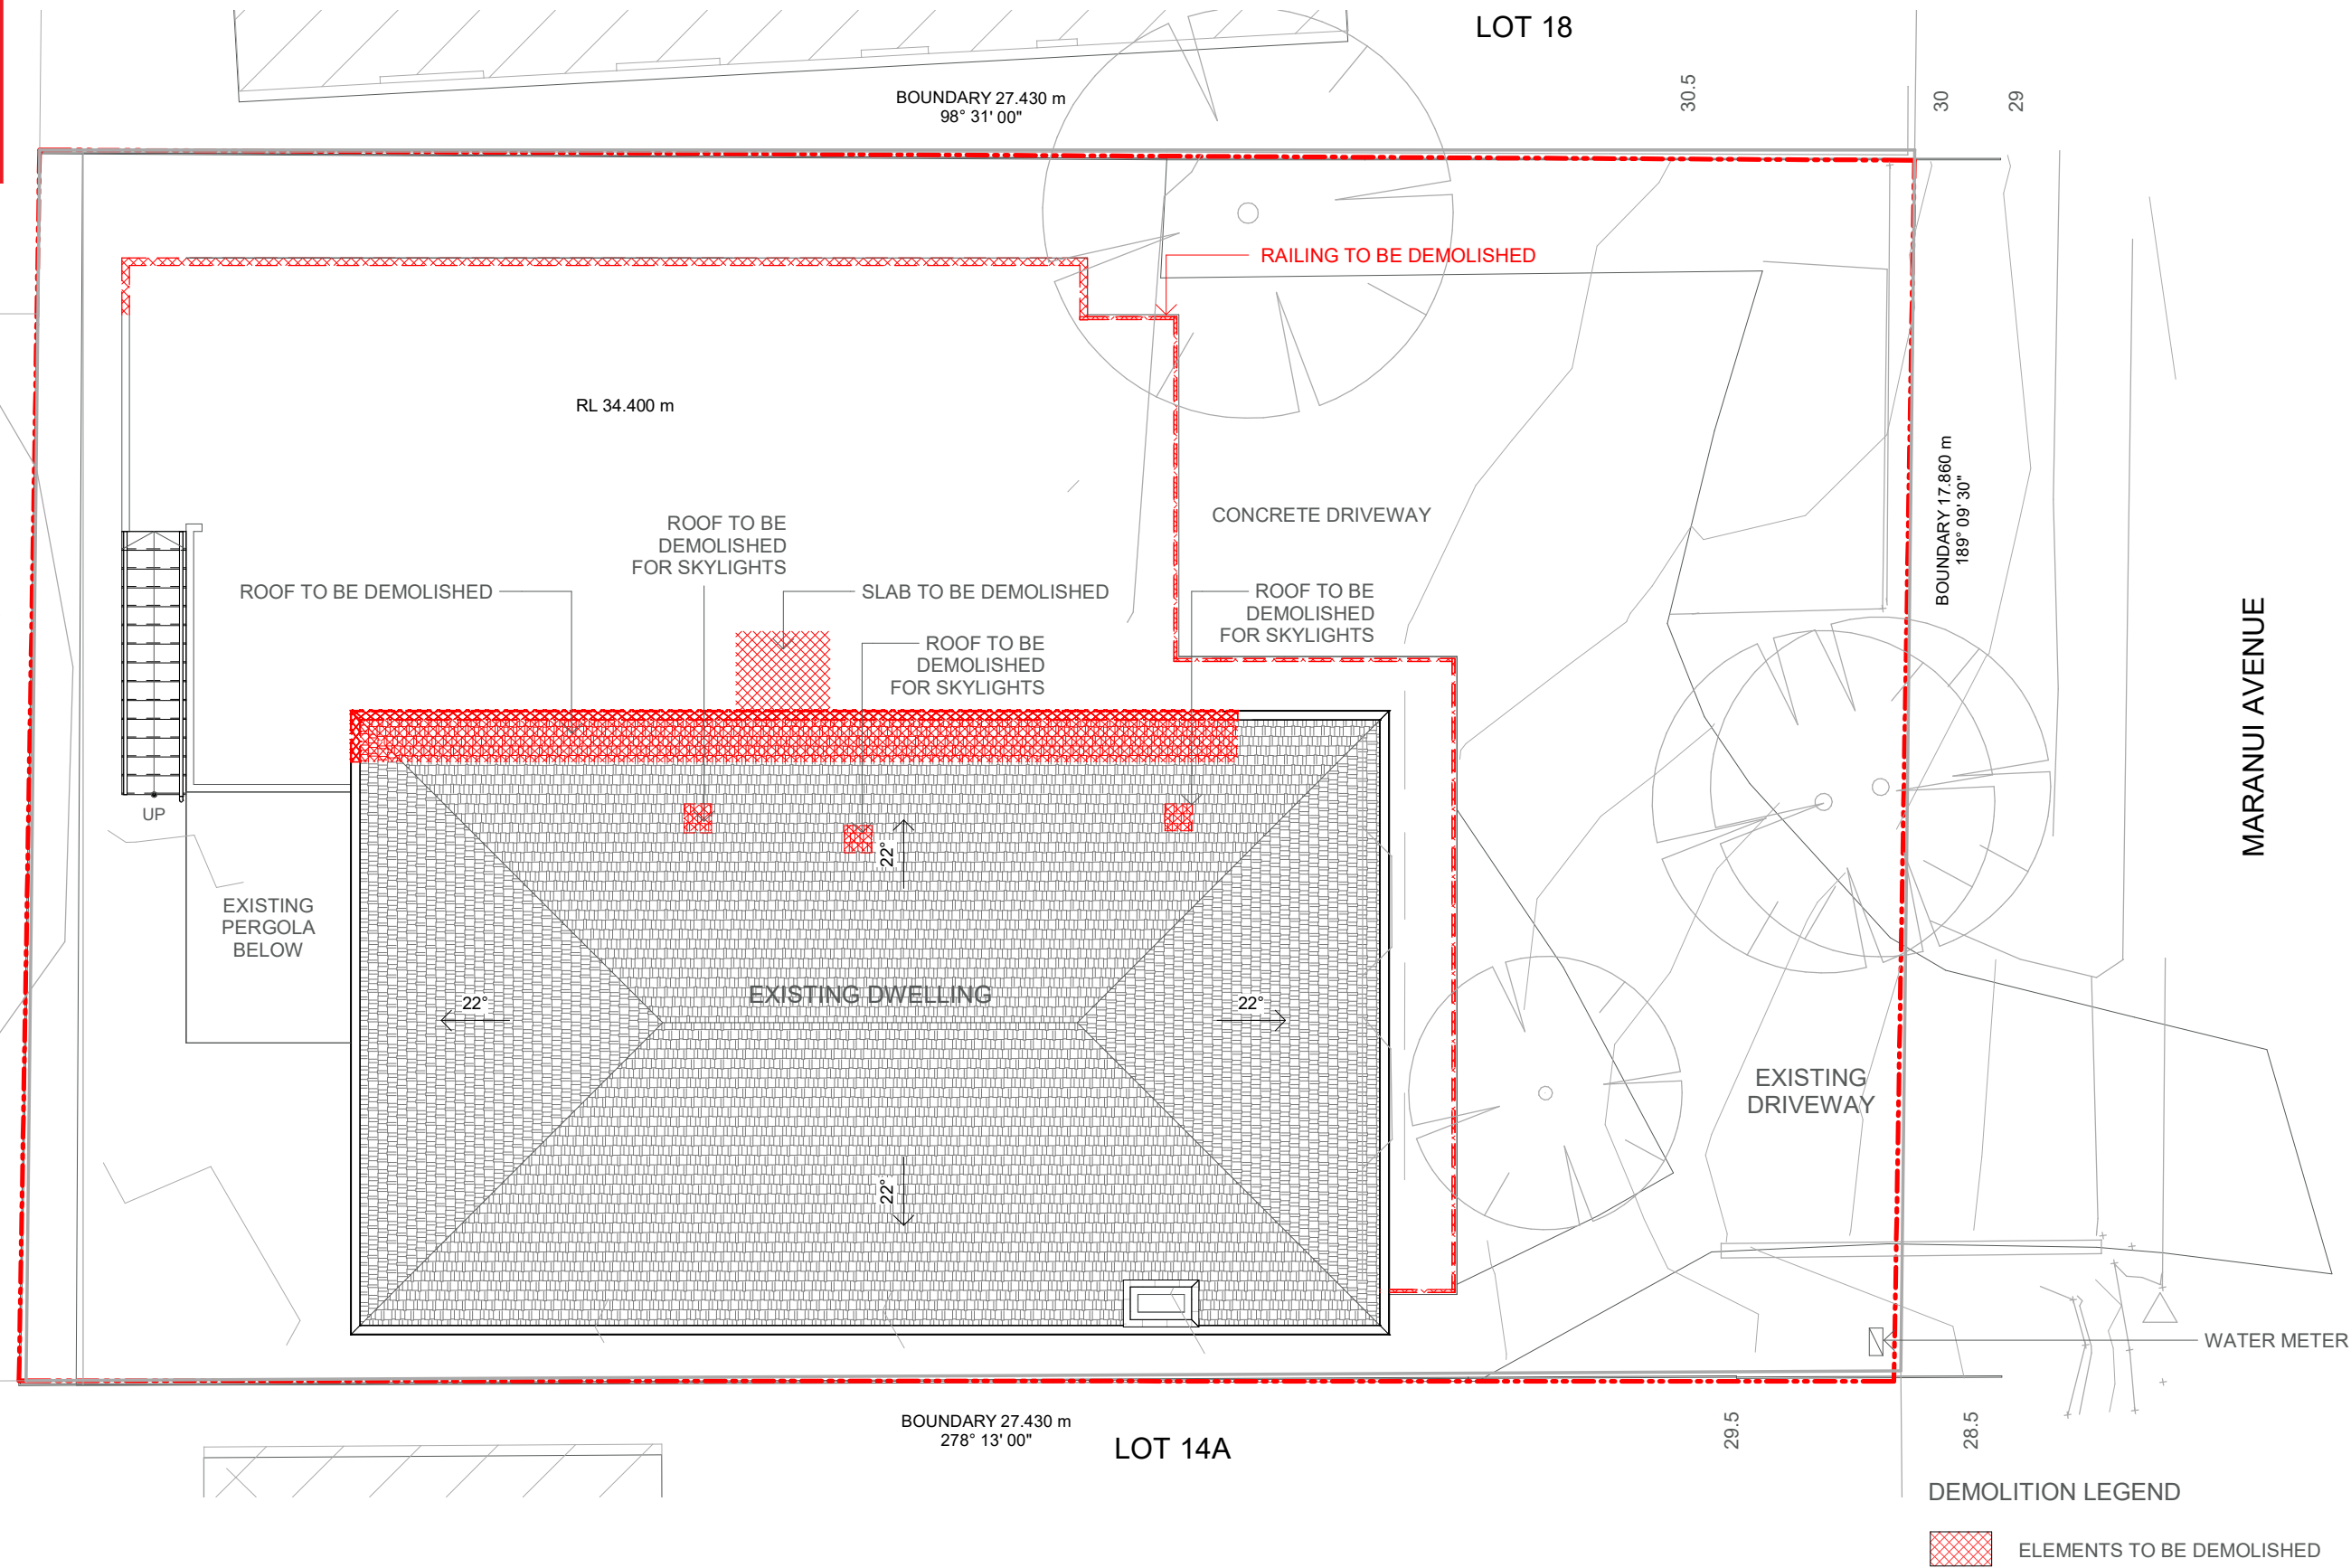 LOT 18
30.5
30
29
BOUNDARY 27.430 m
98° 31' 00"
RAILING TO BE DEMOLISHED
RL 34.400 m
BOUNDARY 17.860 m
189° 09' 30"
CONCRETE DRIVEWAY
ROOF TO BE
DEMOLISHED
FOR SKYLIGHTS
ROOF TO BE DEMOLISHED
SLAB TO BE DEMOLISHED
ROOF TO BE
DEMOLISHED
FOR SKYLIGHTS
ROOF TO BE
DEMOLISHED
FOR SKYLIGHTS
MARANUI AVENUE
UP
22°
EXISTING
PERGOLA
BELOW
EXISTING DWELLING
22°
22°
EXISTING
DRIVEWAY
22°
WATER METER
BOUNDARY 27.430 m
278° 13' 00"
LOT 14A
29.5
28.5
DEMOLITION LEGEND
ELEMENTS TO BE DEMOLISHED